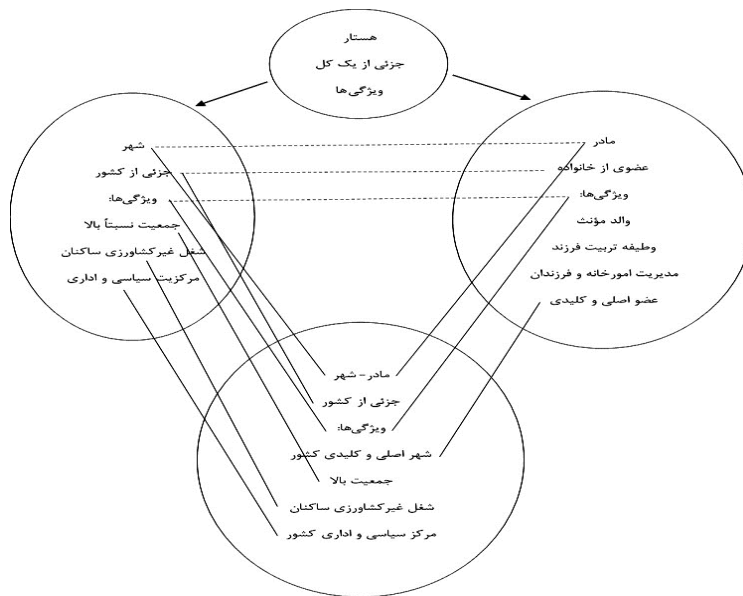 هستار
جزئی از یک کل
ویژگی‌ها
مادر
عضوی از خانواده
ویژگی‌ها:
والد مؤنث
وظیفه تربیت فرزند
مدیریت امورخانه و فرزندان
عضو اصلی و کلیدی
شهر
جزئی از کشور
ویژگی‌ها:
جمعیت نسبتاً بالا
شغل غیرکشاورزی ساکنان
مرکزیت سیاسی و اداری
مادر-شهر
جزئی از کشور
ویژگی‌ها:
شهر اصلی و کلیدی کشور
جمعیت بالا
شغل غیرکشاورزی ساکنان
مرکز سیاسی و اداری کشور